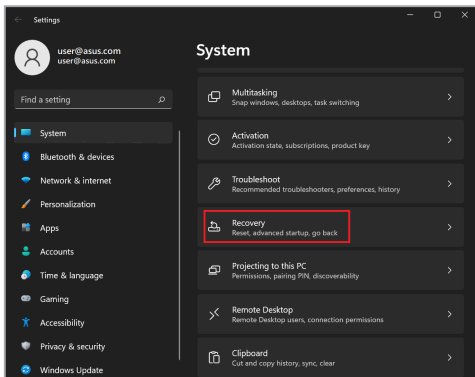 Settings
user@asus.com
user@asus.com
Find a setting
System
Bluetooth & devices
Network & internet
Personalization
Apps
Accounts
Time & language
Gaming
Accessibility
Privacy & security
Windows Update
System
Multitasking
Snap windows, desktops, task switching
Activation
Activation state, subscriptions, product key
Troubleshoot
Recommended troubleshooters, preferences, history
Recovery
Reset, advanced startup, go back
Projecting to this PC
Permissions, pairing PIN, discoverability
Remote Desktop
Remote Desktop users, connection permissions
Clipboard
Cut and copy history, sync, clear